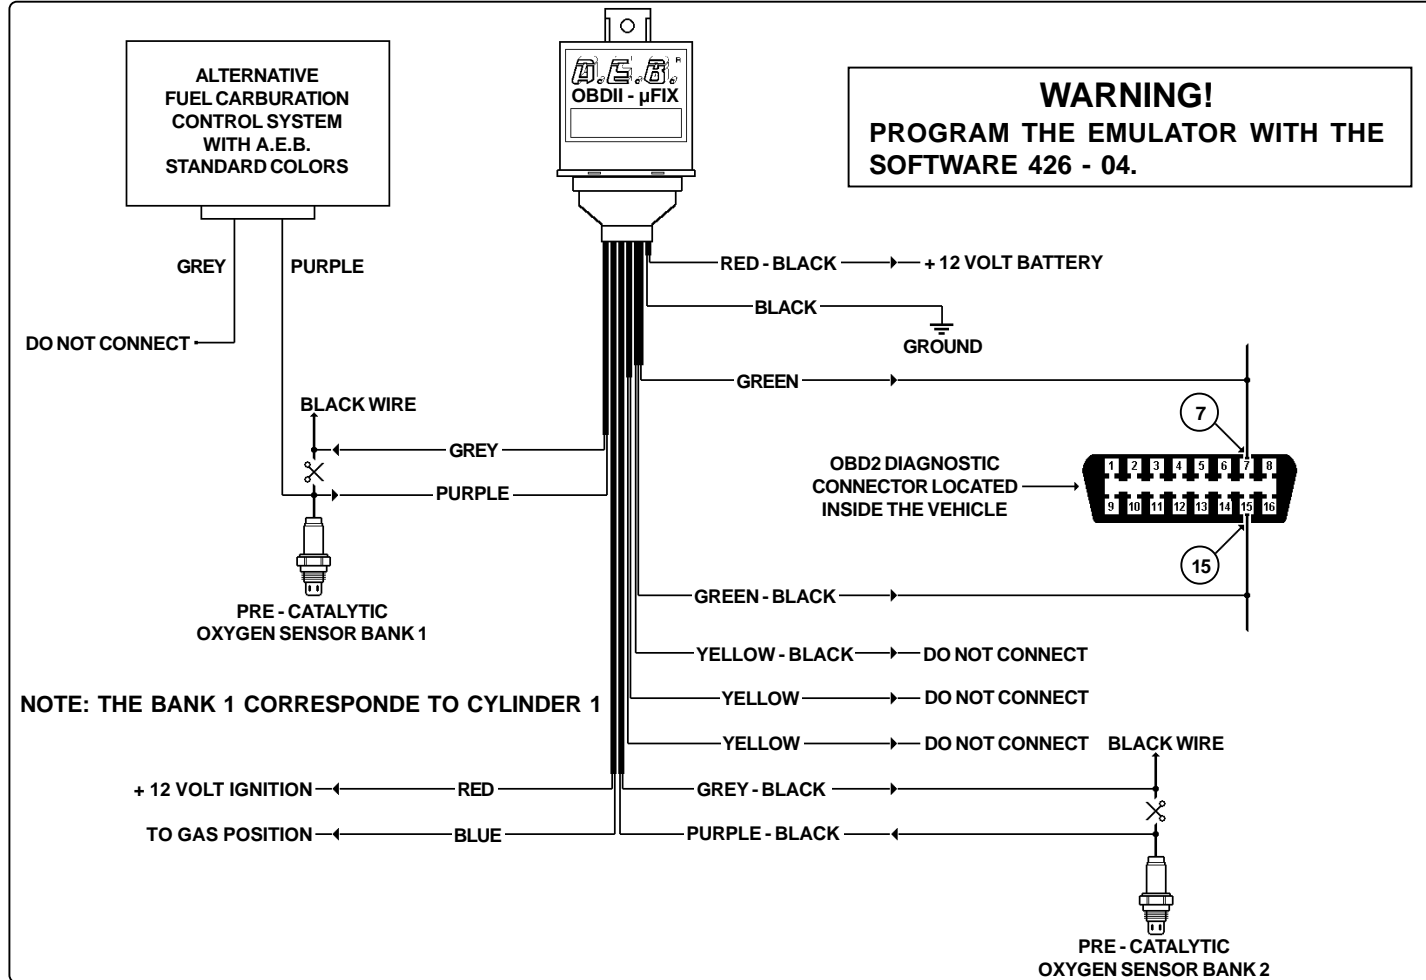 ALTERNATIVE
FUEL CARBURATION
CONTROL SYSTEM
WITH A.E.B.
STANDARD COLORS
A.E.B. R
OBDII - µFIX
WARNING!
PROGRAM THE EMULATOR WITH THE
SOFTWARE 426 - 04.
GREY
PURPLE
DO NOT CONNECT
RED - BLACK
+ 12 VOLT BATTERY
BLACK
GROUND
GREEN
BLACK WIRE
GREY
PURPLE
PRE - CATALYTIC
OXYGEN SENSOR BANK 1
7
OBD2 DIAGNOSTIC
CONNECTOR LOCATED
INSIDE THE VEHICLE
1 2 3 4 5 6 7 8
9 10 11 12 13 14 15 16
15
GREEN - BLACK
YELLOW - BLACK
DO NOT CONNECT
NOTE: THE BANK 1 CORRESPONDE TO CYLINDER 1
YELLOW
DO NOT CONNECT
YELLOW
DO NOT CONNECT
BLACK WIRE
+ 12 VOLT IGNITION
RED
GREY - BLACK
TO GAS POSITION
BLUE
PURPLE - BLACK
PRE - CATALYTIC
OXYGEN SENSOR BANK 2